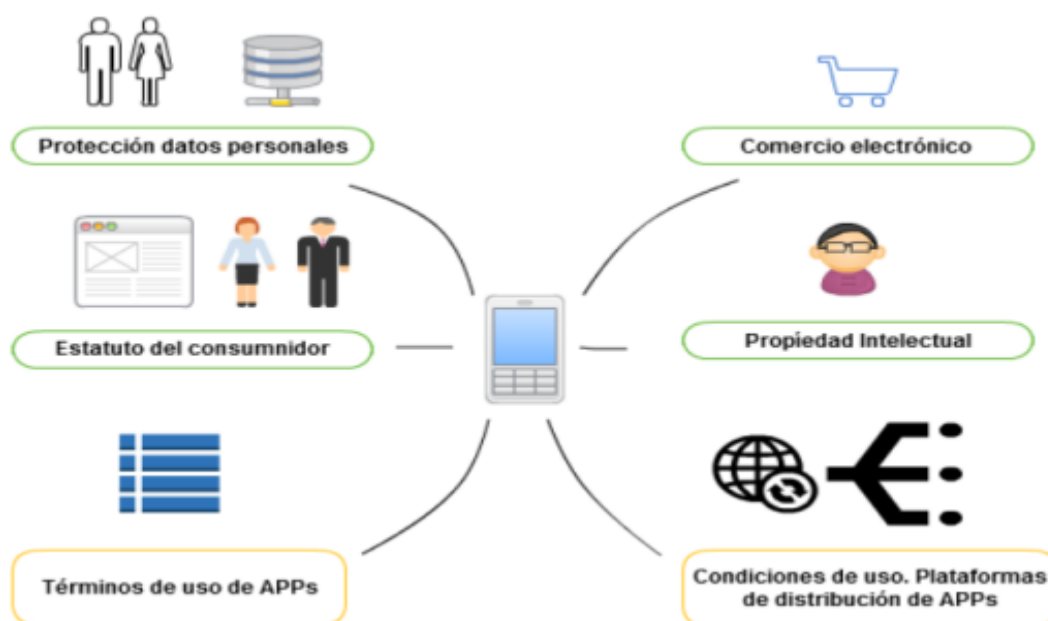 Protección datos personales
Comercio electrónico
Estatuto del consumnidor
Propiedad Intelectual
Términos de uso de APPs
Condiciones de uso. Plataformas
de distribución de APPs